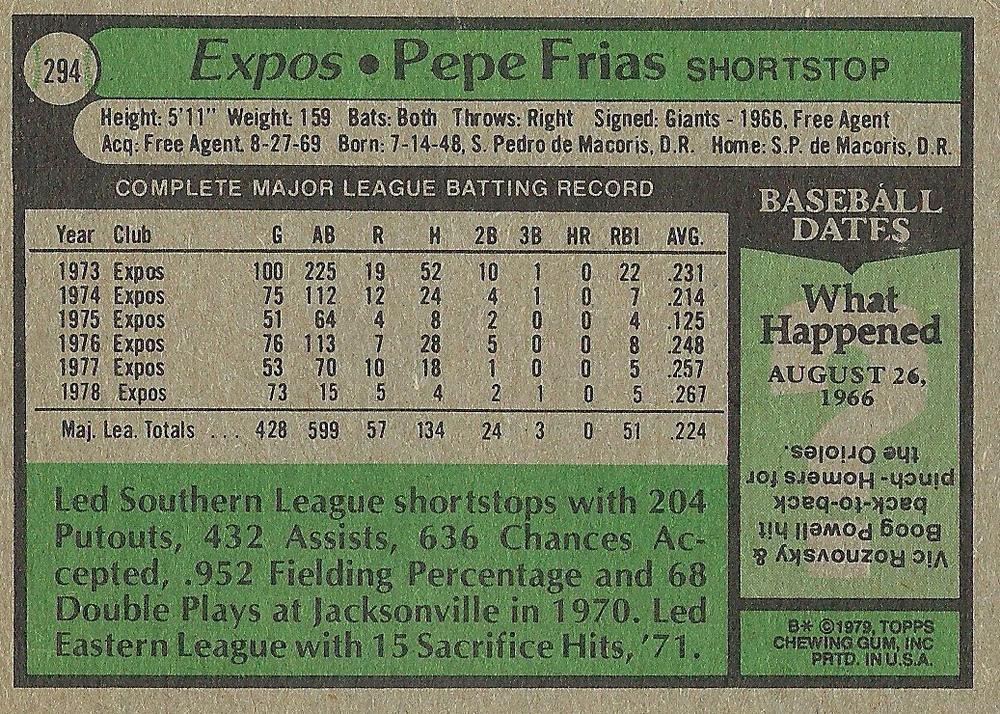 294
Expos • Pepe Frias SHORTSTOP
Height: 5'11" Weight: 159 Bats: Both Throws: Right Signed: Giants - 1966, Free Agent
Acq: Free Agent, 8-27-69 Born: 7-14-48, S. Pedro de Macoris, D.R. Home: S.P. de Macoris, D.R.
COMPLETE MAJOR LEAGUE BATTING RECORD
Year Club G AB R H 2B 3B HR RBI AVG.
1973 Expos 100 225 19 52 10 1 0 22 .231
1974 Expos 75 112 12 24 4 1 0 7 .214
1975 Expos 51 64 4 8 2 0 0 4 .125
1976 Expos 76 113 7 28 5 0 0 8 .248
1977 Expos 53 70 10 18 1 0 0 5 .257
1978 Expos 73 15 5 4 2 1 0 5 .267
Maj. Lea. Totals ... 428 599 57 134 24 3 0 51 .224
Led Southern League shortstops with 204
Putouts, 432 Assists, 636 Chances Ac-
cepted, .952 Fielding Percentage and 68
Double Plays at Jacksonville in 1970. Led
Eastern League with 15 Sacrifice Hits, '71.
BASEBALL
DATES
What
Happened
AUGUST 26,
1966
Vic Roznovsky &
Boog Powell hit
back-to-back
pinch-Homers for
the Orioles.
B* ©1979, TOPPS
CHEWING GUM, INC
PRTD. IN U.S.A.